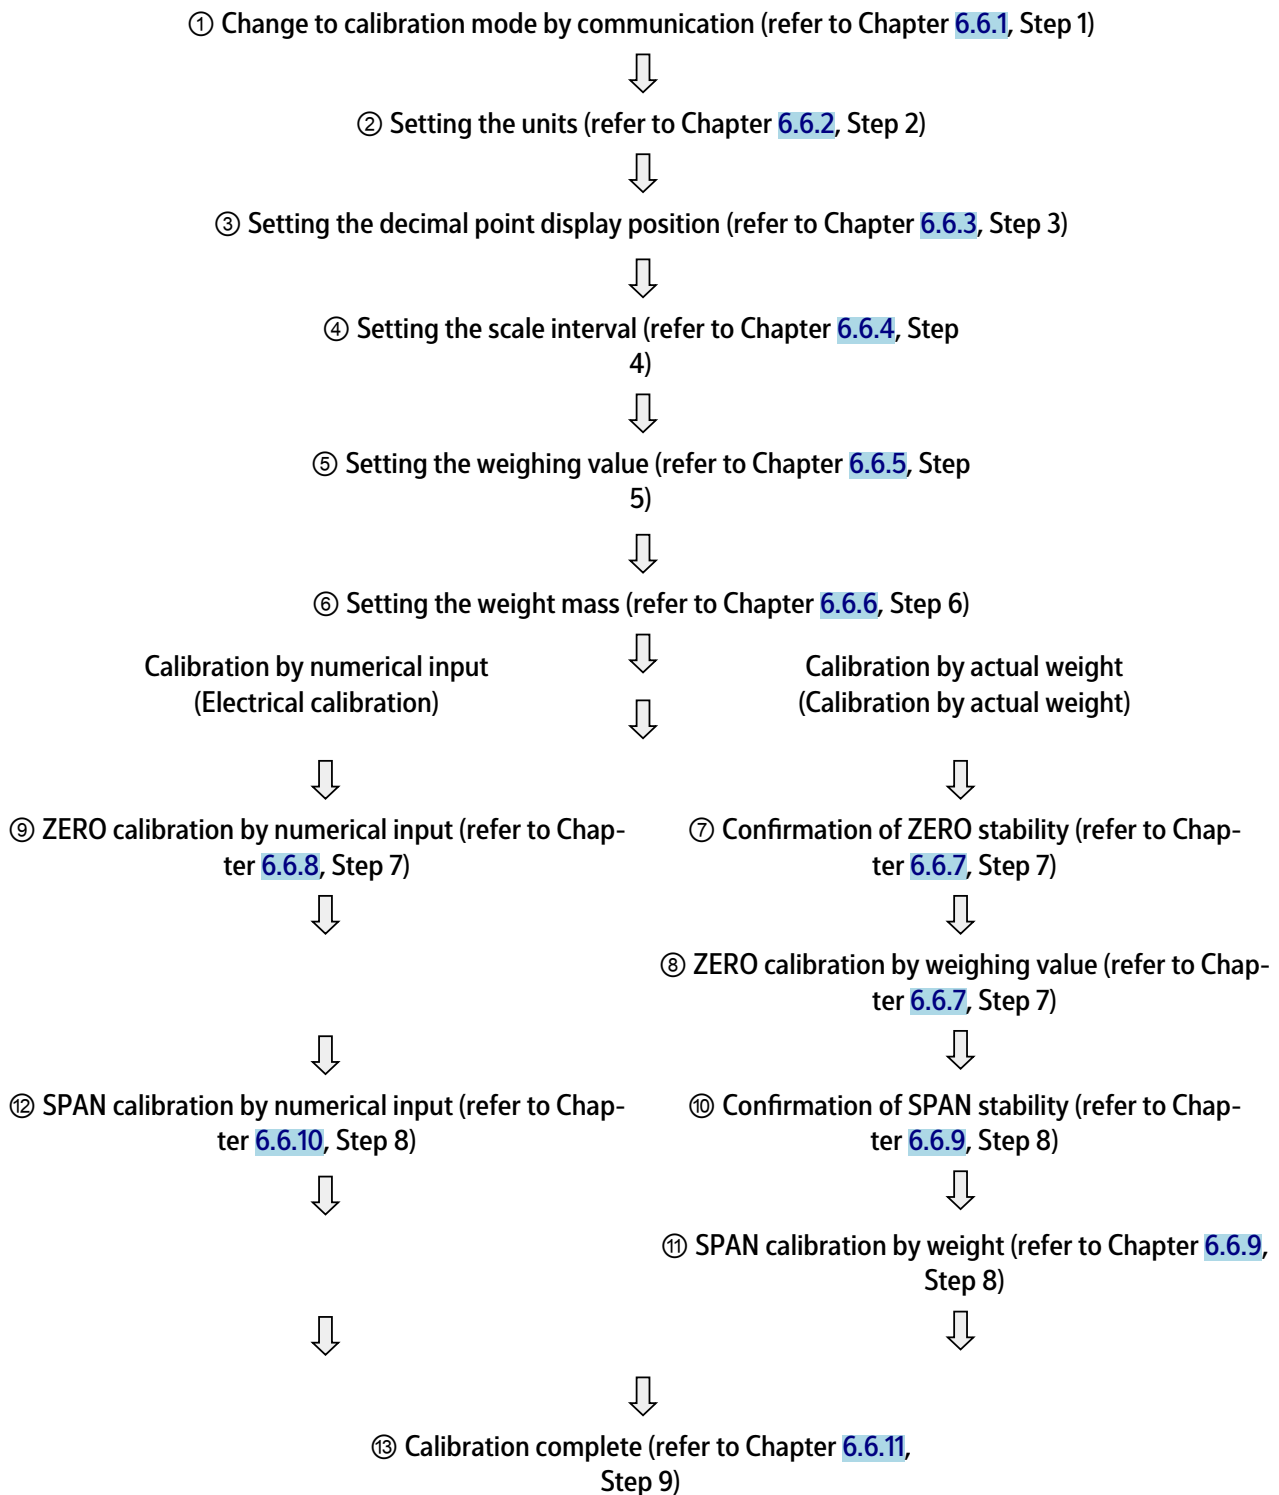 ① Change to calibration mode by communication (refer to Chapter 6.6.1, Step 1)
② Setting the units (refer to Chapter 6.6.2, Step 2)
③ Setting the decimal point display position (refer to Chapter 6.6.3, Step 3)
④ Setting the scale interval (refer to Chapter 6.6.4, Step
4)
⑤ Setting the weighing value (refer to Chapter 6.6.5, Step
5)
⑥ Setting the weight mass (refer to Chapter 6.6.6, Step 6)
Calibration by numerical input
(Electrical calibration)
Calibration by actual weight
(Calibration by actual weight)
⑨ ZERO calibration by numerical input (refer to Chap-
ter 6.6.8, Step 7)
⑦ Confirmation of ZERO stability (refer to Chap-
ter 6.6.7, Step 7)
⑧ ZERO calibration by weighing value (refer to Chap-
ter 6.6.7, Step 7)
⑫ SPAN calibration by numerical input (refer to Chap-
ter 6.6.10, Step 8)
⑩ Confirmation of SPAN stability (refer to Chap-
ter 6.6.9, Step 8)
⑪ SPAN calibration by weight (refer to Chapter 6.6.9,
Step 8)
⑬ Calibration complete (refer to Chapter 6.6.11,
Step 9)